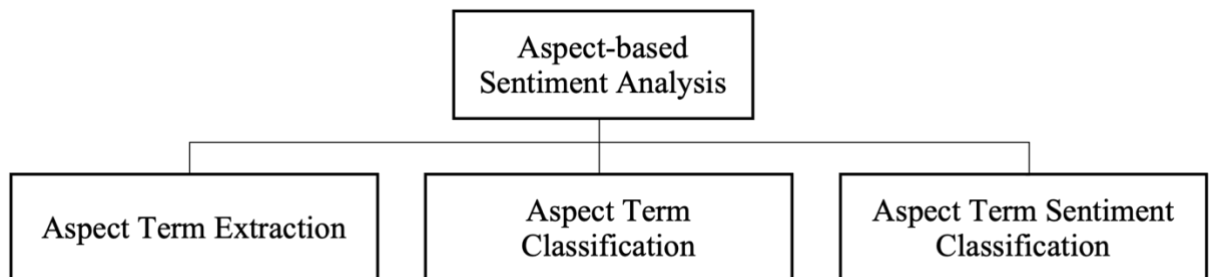 Aspect-based
Sentiment Analysis
Aspect Term Extraction
Aspect Term
Classification
Aspect Term Sentiment
Classification